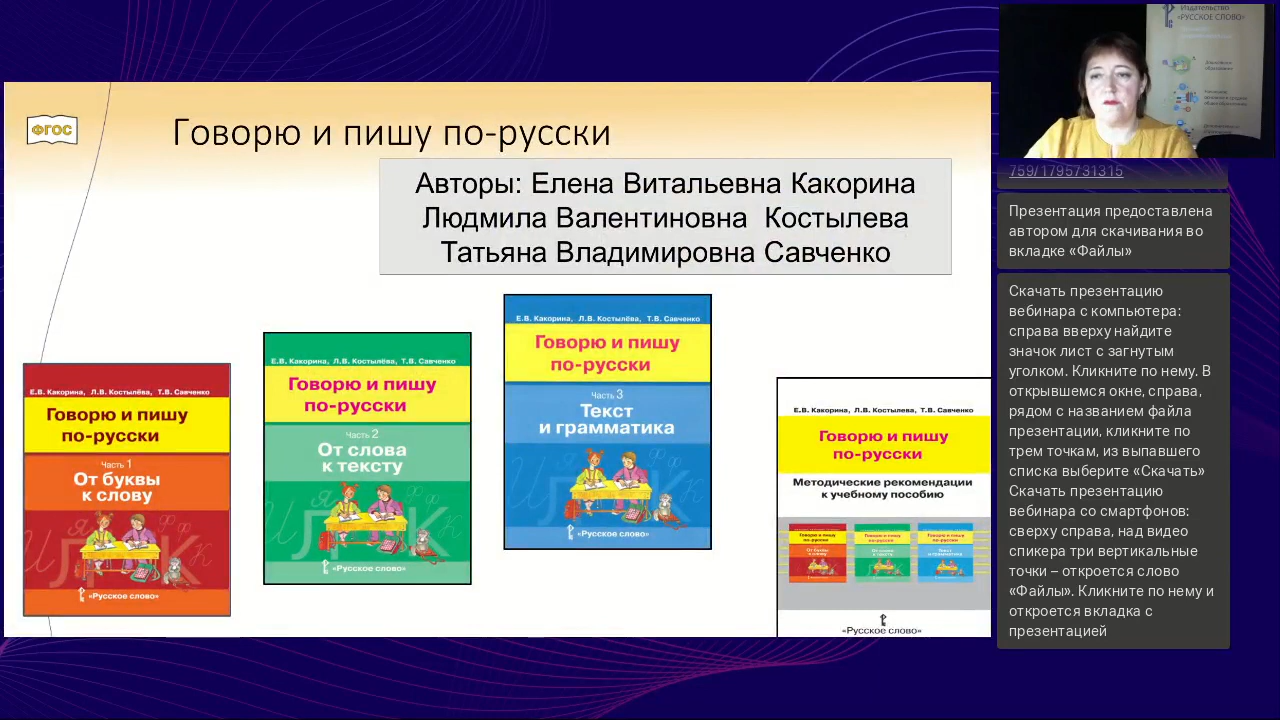 ФГОС
Говорю и пишу по-русски
Авторы: Елена Витальевна Какорина
Людмила Валентиновна Костылева
Татьяна Владимировна Савченко
Е.В. Какорина, Л.В. Костылёва, Т.В. Савченко
Говорю и пишу
по-русски
Часть 1
От буквы
к слову
«Русское слово»
Е.В. Какорина, Л.В. Костылёва, Т.В. Савченко
Говорю и пишу
по-русски
Часть 2
От слова
к тексту
«Русское слово»
Е.В. Какорина, Л.В. Костылёва, Т.В. Савченко
Говорю и пишу
по-русски
Часть 3
Текст
и грамматика
«Русское слово»
Е.В. Какорина, Л.В. Костылева, Т.В. Савченко
Говорю и пишу
по-русски
Методические рекомендации
к учебному пособию
«Русское слово»
Издательство
«РУССКОЕ СЛОВО»
759/1795731315
Презентация предоставлена
автором для скачивания во
вкладке «Файлы»
Скачать презентацию
вебинара с компьютера:
справа вверху найдите
значок лист с загнутым
уголком. Кликните по нему. В
открывшемся окне, справа,
рядом с названием файла
презентации, кликните по
трем точкам, из выпавшего
списка выберите «Скачать»
Скачать презентацию
вебинара со смартфонов:
сверху справа, над видео
спикера три вертикальные
точки – откроется слово
«Файлы». Кликните по нему и
откроется вкладка с
презентацией